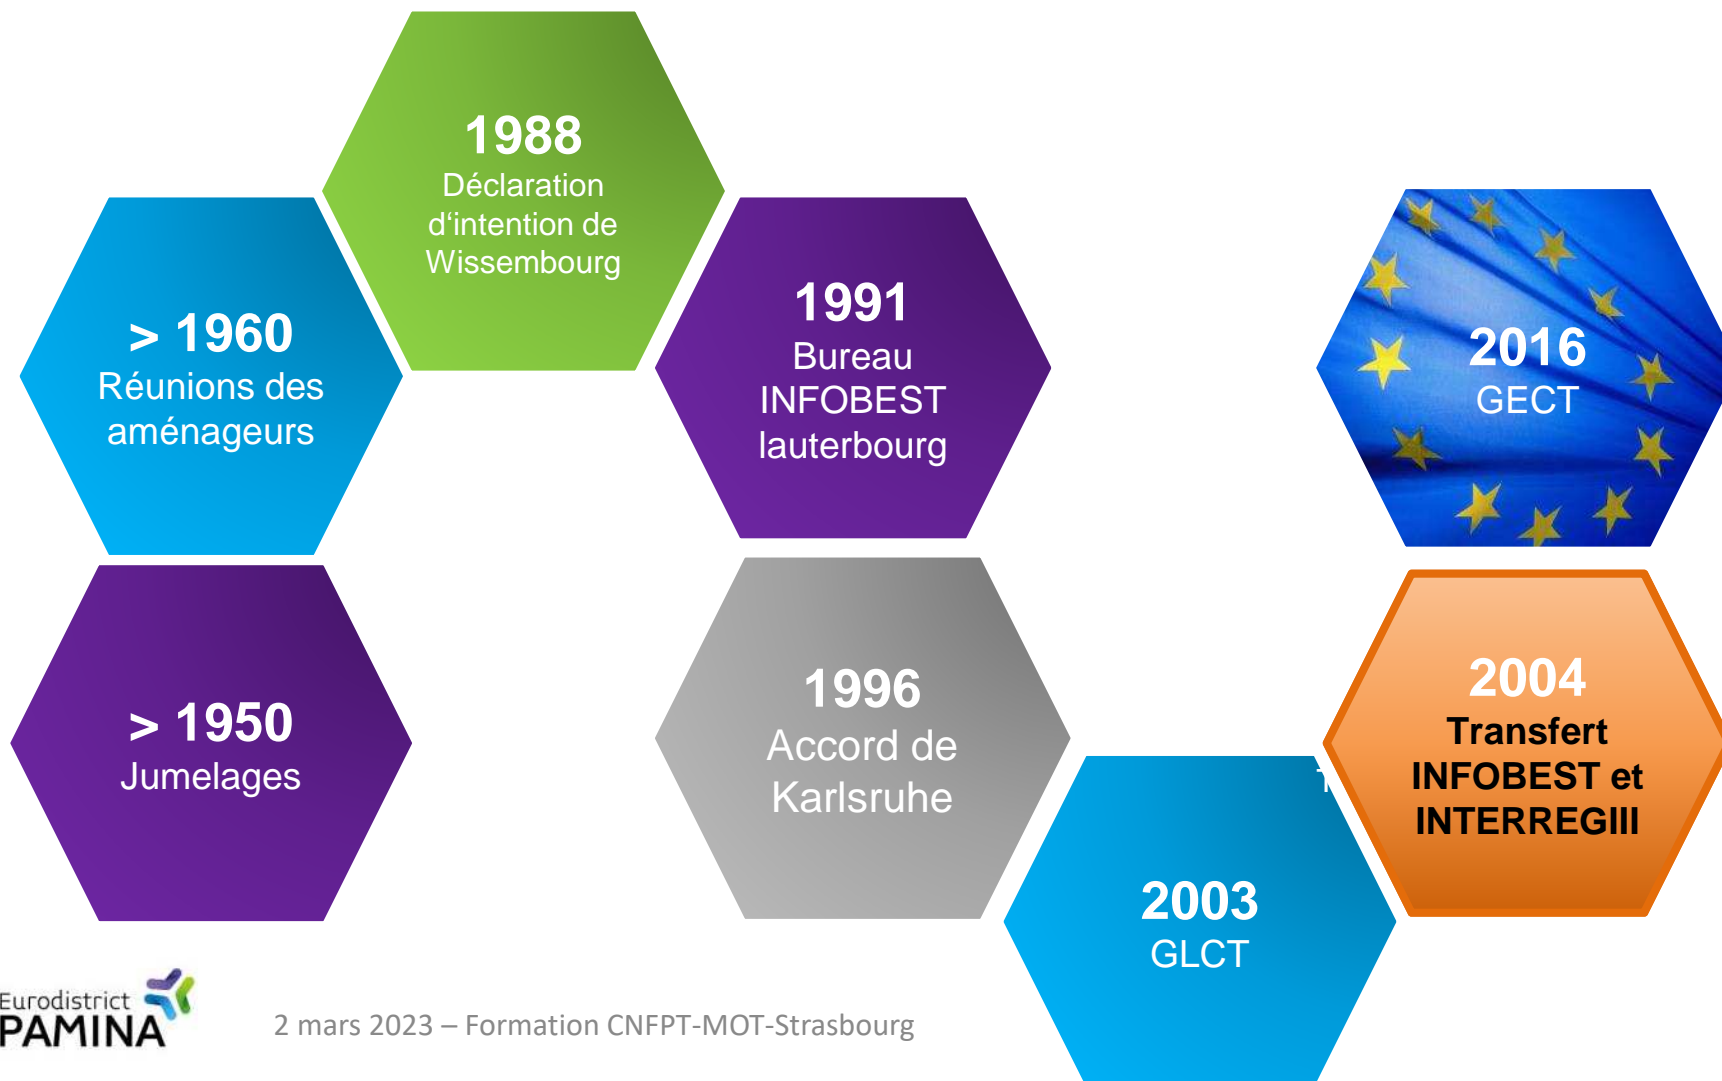 1988
Déclaration
d‘intention de
Wissembourg
> 1960
Réunions des
aménageurs
1991
Bureau
INFOBEST
lauterbourg
2016
GECT
> 1950
Jumelages
1996
Accord de
Karlsruhe
2004
Transfert
INFOBEST et
INTERREGIII
2003
GLCT
Eurodistrict
PAMINA
2 mars 2023 – Formation CNFPT-MOT-Strasbourg